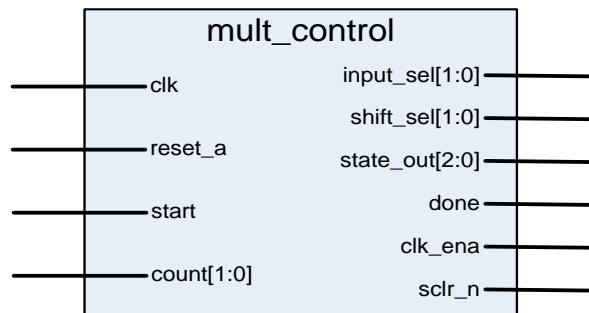 mult_control
clk
reset_a
start
count[1:0]
input_sel[1:0]
shift_sel[1:0]
state_out[2:0]
done
clk_ena
sclr_n